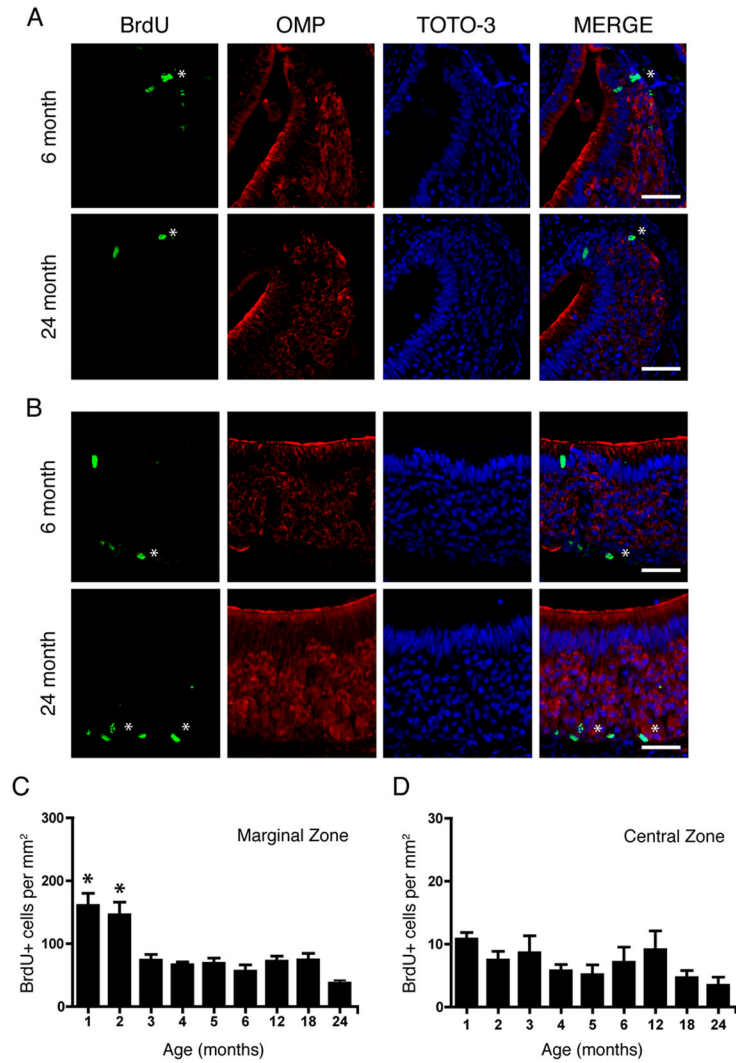 A
BrdU OMP TOTO-3 MERGE
6 month
* *
24 month
* *
B
6 month
* *
24 month
* * * *
C
D
BrdU+ cells per mm²
300
200
100
0
Marginal Zone
* *
1 2 3 4 5 6 12 18 24
Age (months)
BrdU+ cells per mm²
30
20
10
0
Central Zone
1 2 3 4 5 6 12 18 24
Age (months)